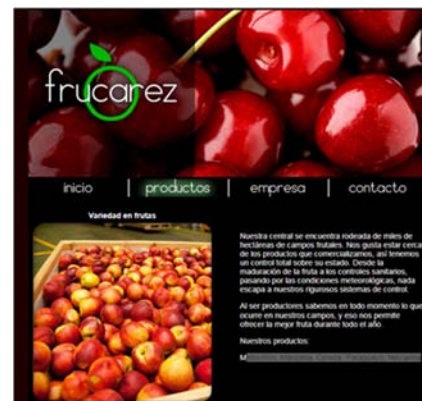 frucarez
inicio | productos | empresa | contacto
Variedad en frutas
Nuestra central se encuentra rodeada de miles de
hectáreas de campos frutales. Nos gusta estar cerca
de los productos que comercializamos, así tenemos
un control total sobre su estado. Desde la
maduración de la fruta a los controles sanitarios,
pasando por las condiciones meteorológicas, nada
escapa a nuestros rigurosos sistemas de control.
Al ser productores sabemos en todo momento lo que
ocurre en nuestros campos, y eso nos permite
ofrecer la mejor fruta durante todo el año.
Nuestros productos: